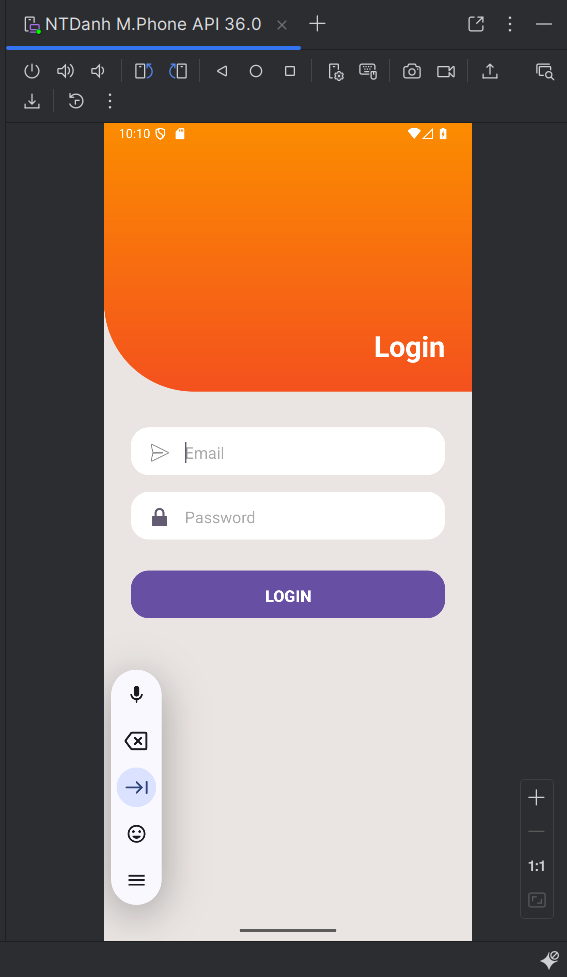 NTDanh M.Phone API 36.0
10:10
Login
Email
Password
LOGIN
1:1